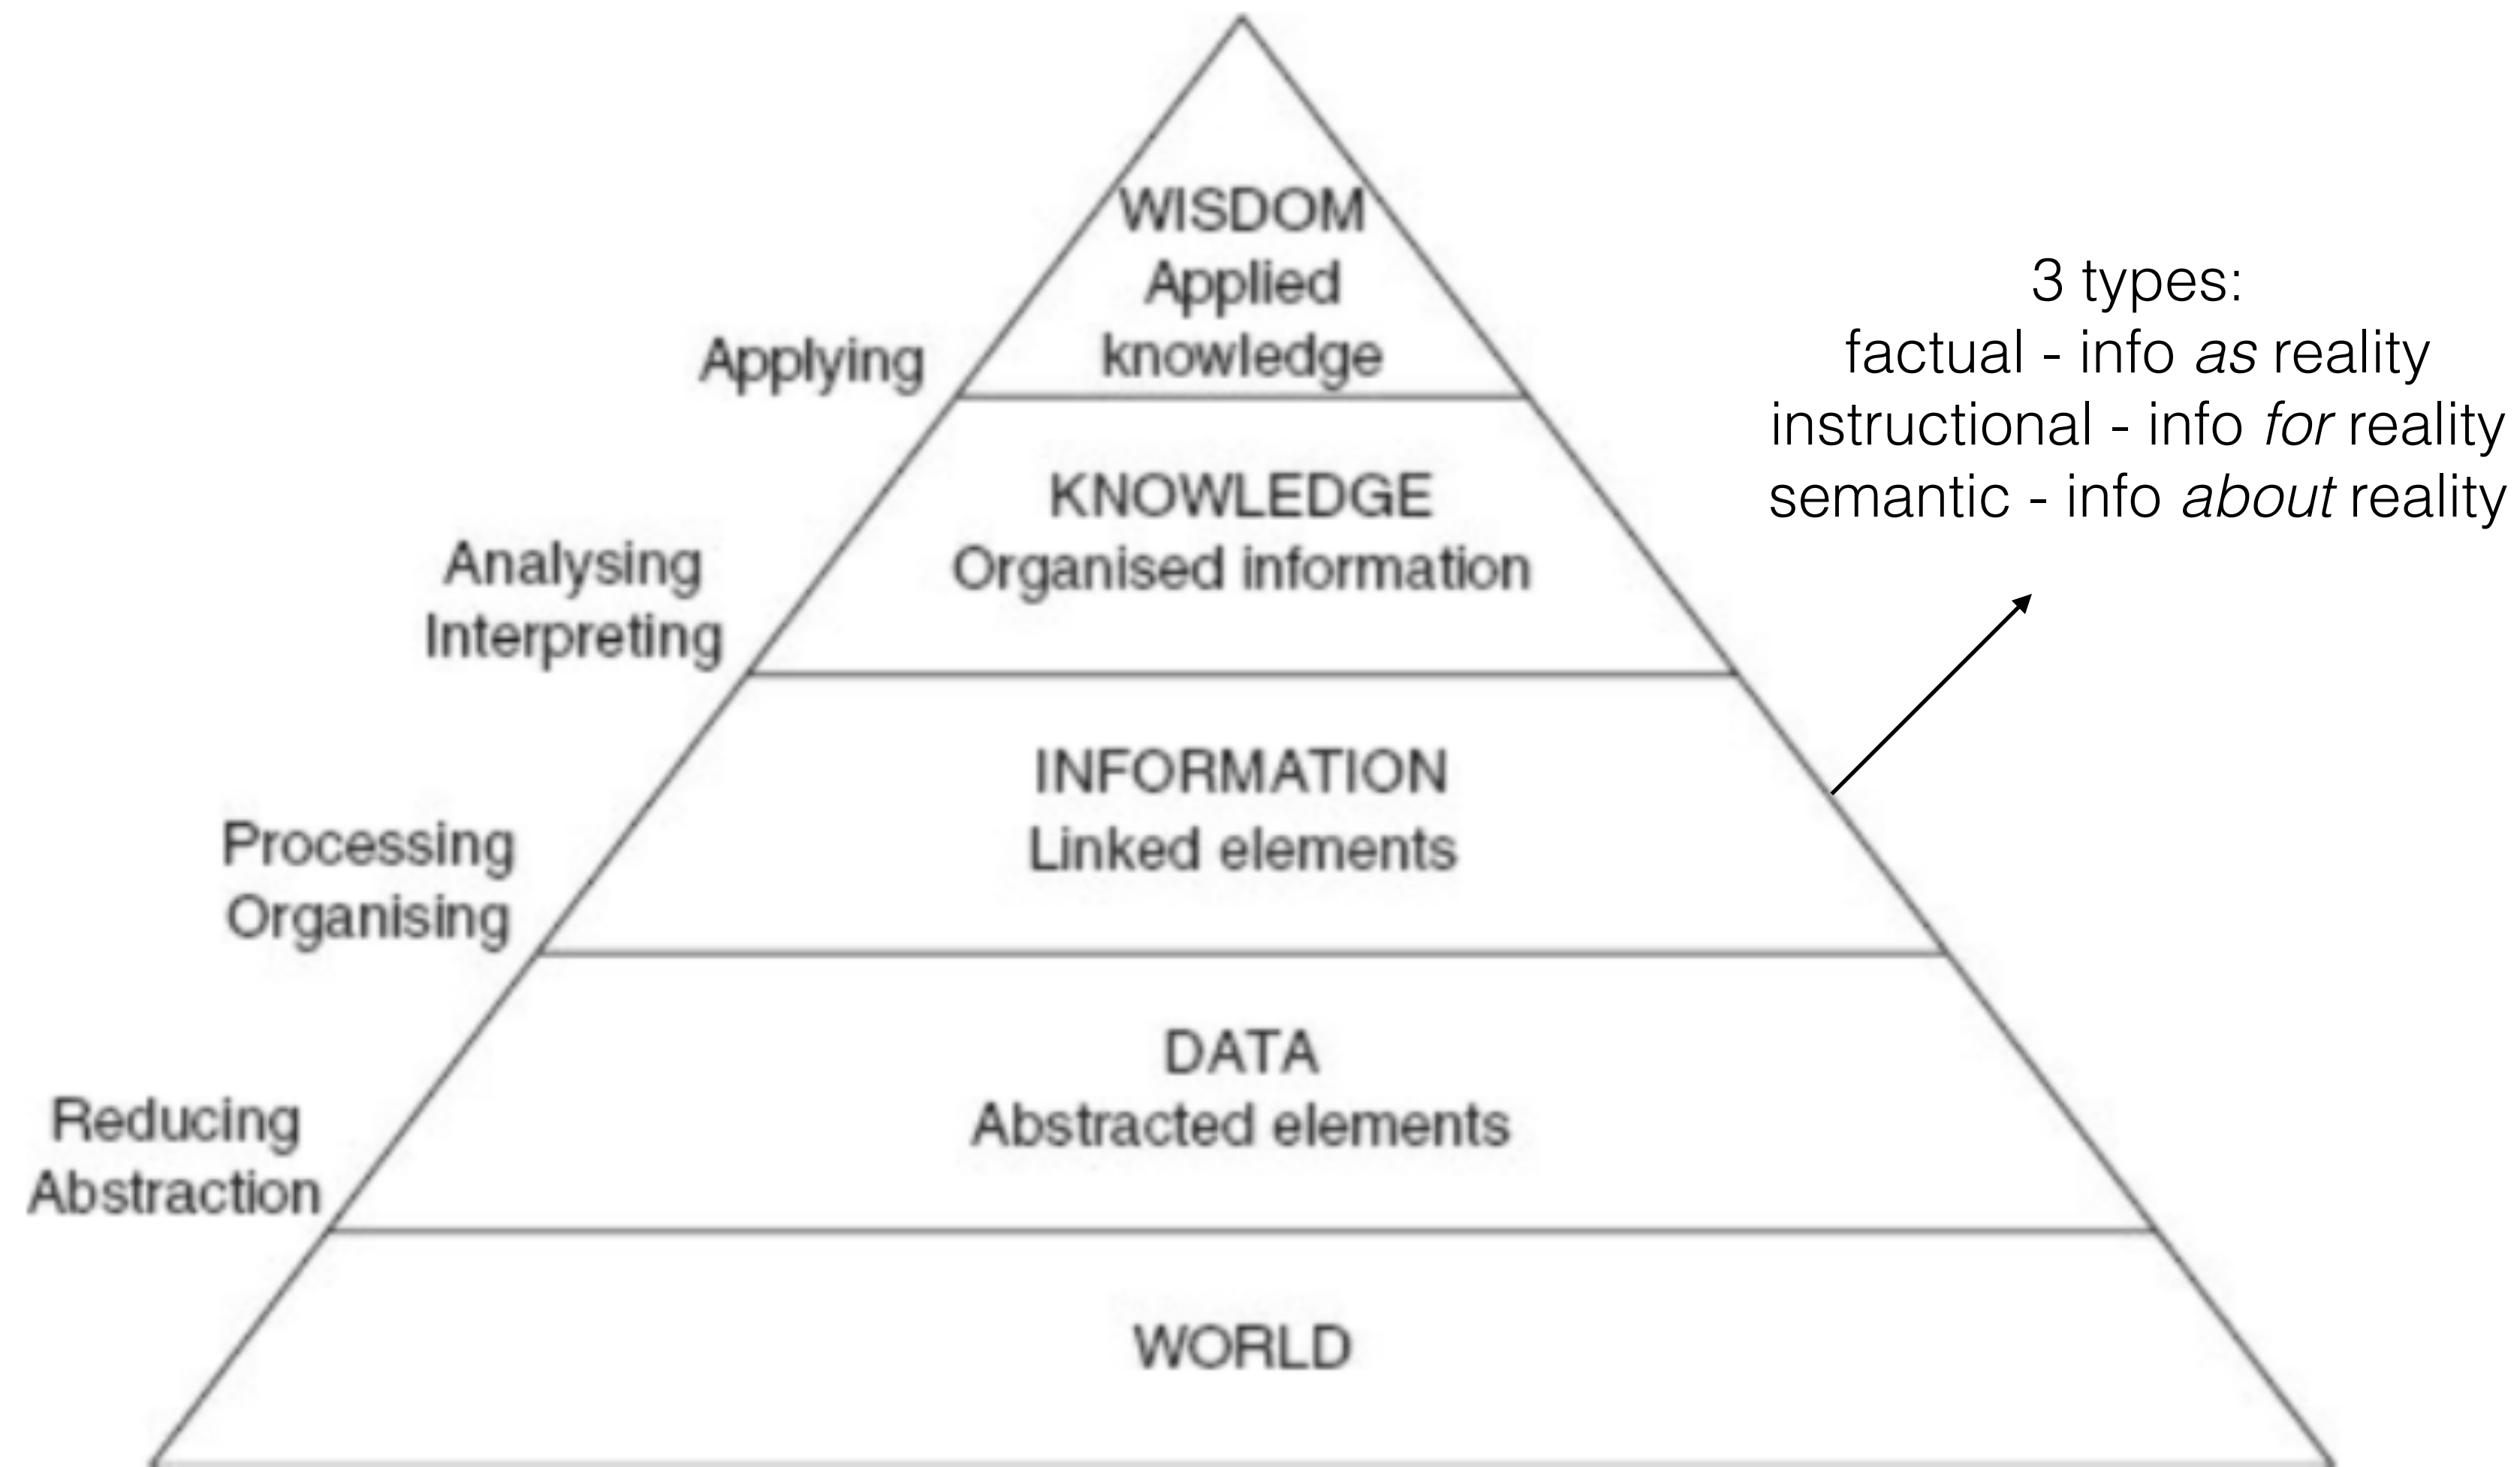 WISDOM
Applied
knowledge
Applying
3 types:
factual - info as reality
instructional - info for reality
semantic - info about reality
KNOWLEDGE
Organised information
Analysing
Interpreting
INFORMATION
Linked elements
Processing
Organising
DATA
Abstracted elements
Reducing
Abstraction
WORLD